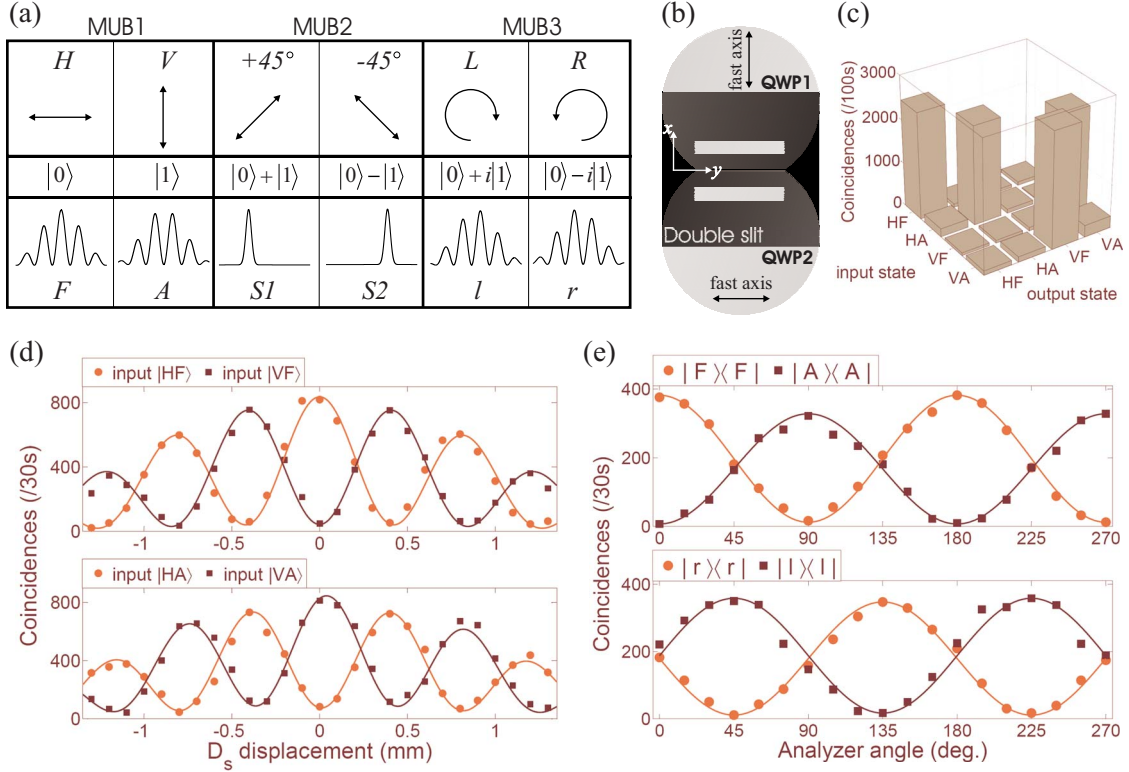 (a)
MUB1 MUB2 MUB3
H V +45° -45° L R
|0⟩ |1⟩ |0⟩+|1⟩ |0⟩-|1⟩ |0⟩+i|1⟩ |0⟩-i|1⟩
F A S1 S2 l r
(b)
fast axis
QWP1
x
y
Double slit
QWP2
fast axis
(c)
Coincidences (/100s)
3000
2000
1000
0
HF
HA
VF
VA
input state
HF
HA
VF
VA
output state
(d)
input |HF⟩ input |VF⟩
800
400
0
-1 -0.5 0 0.5 1
input |HA⟩ input |VA⟩
800
400
0
-1 -0.5 0 0.5 1
Coincidences (/30s)
D_s displacement (mm)
(e)
|F⟩⟨F| |A⟩⟨A|
400
200
0
0 45 90 135 180 225 270
|r⟩⟨r| |l⟩⟨l|
400
200
0
0 45 90 135 180 225 270
Coincidences (/30s)
Analyzer angle (deg.)